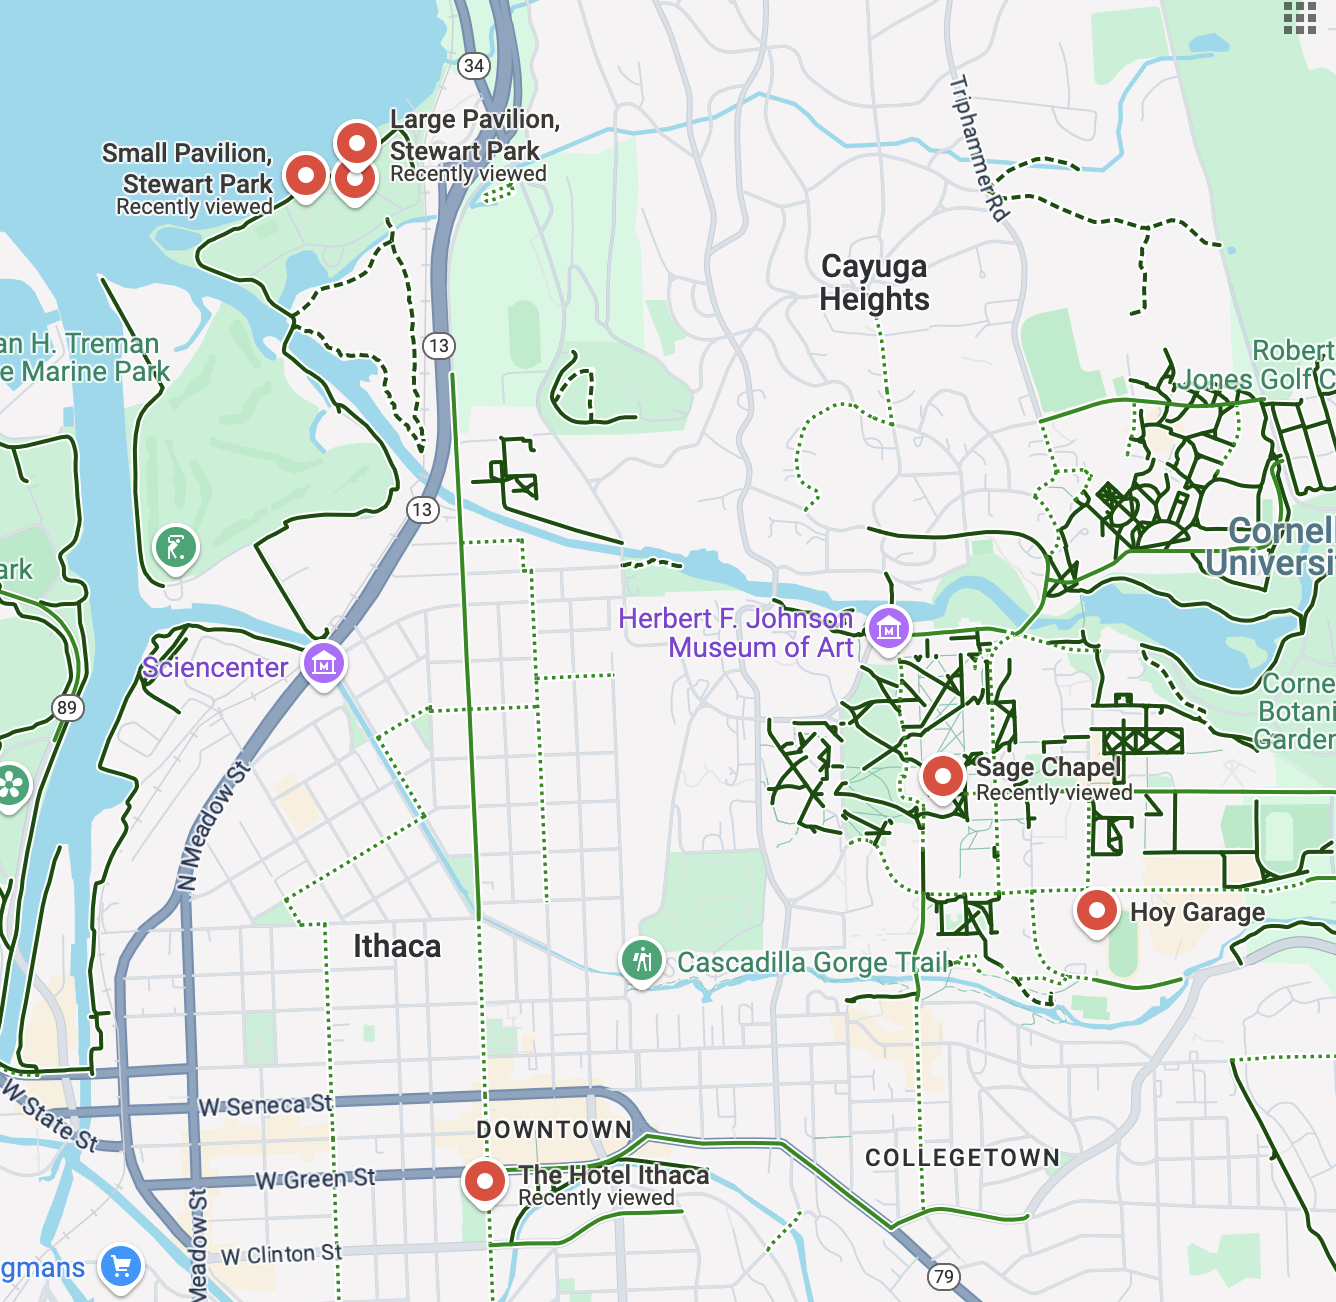 34
Large Pavilion,
Stewart Park
Recently viewed
Small Pavilion,
Stewart Park
Recently viewed
Triphammer Rd
Cayuga
Heights
an H. Treman
e Marine Park
13
Robert
Jones Golf C
13
Cornell
Universi
ark
Herbert F. Johnson
Museum of Art
Sciencenter
89
Corne
Botani
Garden
Sage Chapel
Recently viewed
N Meadow St
Hoy Garage
Ithaca
Cascadilla Gorge Trail
W State St
W Seneca St
DOWNTOWN
COLLEGETOWN
W Green St
The Hotel Ithaca
Recently viewed
Meadow St
W Clinton St
gmans
79